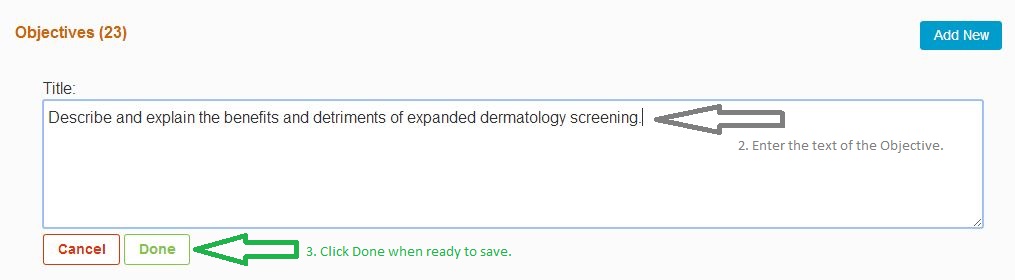 Objectives (23)
Add New
Title:
Describe and explain the benefits and detriments of expanded dermatology screening.
2. Enter the text of the Objective.
Cancel
Done
3. Click Done when ready to save.